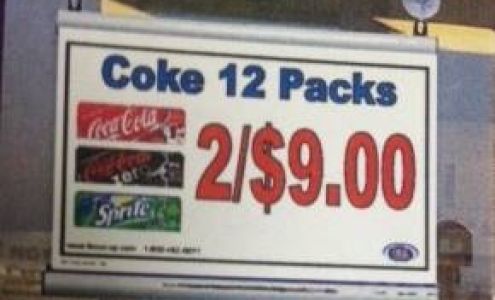 Coke 12 Packs
Coca-Cola
2/$9.00
Coca-Cola
zero
Sprite